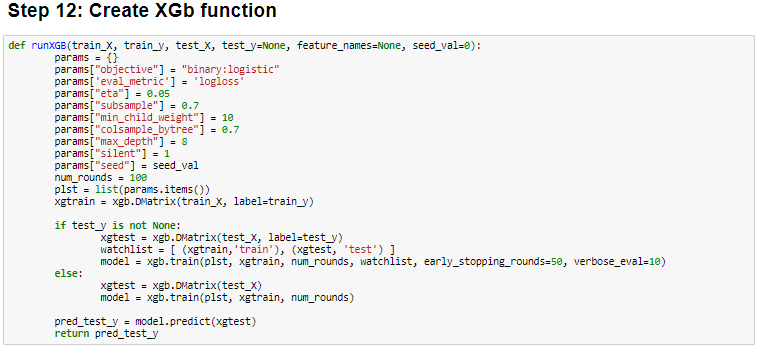 Step 12: Create XGb function
def runXGB(train_X, train_y, test_X, test_y=None, feature_names=None, seed_val=0):
params = {}
params["objective"] = "binary:logistic"
params['eval_metric'] = 'logloss'
params["eta"] = 0.05
params["subsample"] = 0.7
params["min_child_weight"] = 10
params["colsample_bytree"] = 0.7
params["max_depth"] = 8
params["silent"] = 1
params["seed"] = seed_val
num_rounds = 100
plst = list(params.items())
xgtrain = xgb.DMatrix(train_X, label=train_y)
if test_y is not None:
xgtest = xgb.DMatrix(test_X, label=test_y)
watchlist = [ (xgtrain,'train'), (xgtest, 'test') ]
model = xgb.train(plst, xgtrain, num_rounds, watchlist, early_stopping_rounds=50, verbose_eval=10)
else:
xgtest = xgb.DMatrix(test_X)
model = xgb.train(plst, xgtrain, num_rounds)
pred_test_y = model.predict(xgtest)
return pred_test_y